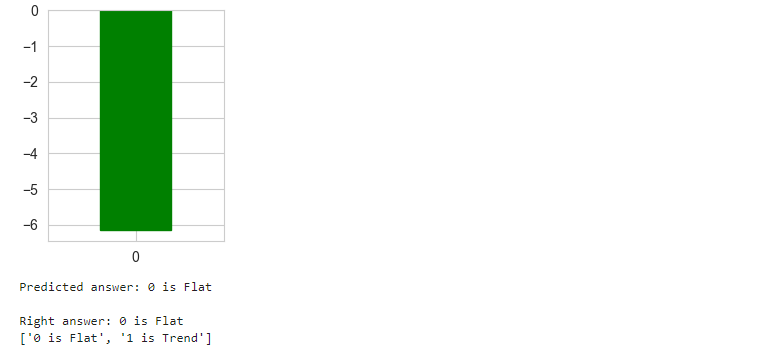 0
−1
−2
−3
−4
−5
−6
0
Predicted answer: 0 is Flat
Right answer: 0 is Flat
['0 is Flat', '1 is Trend']